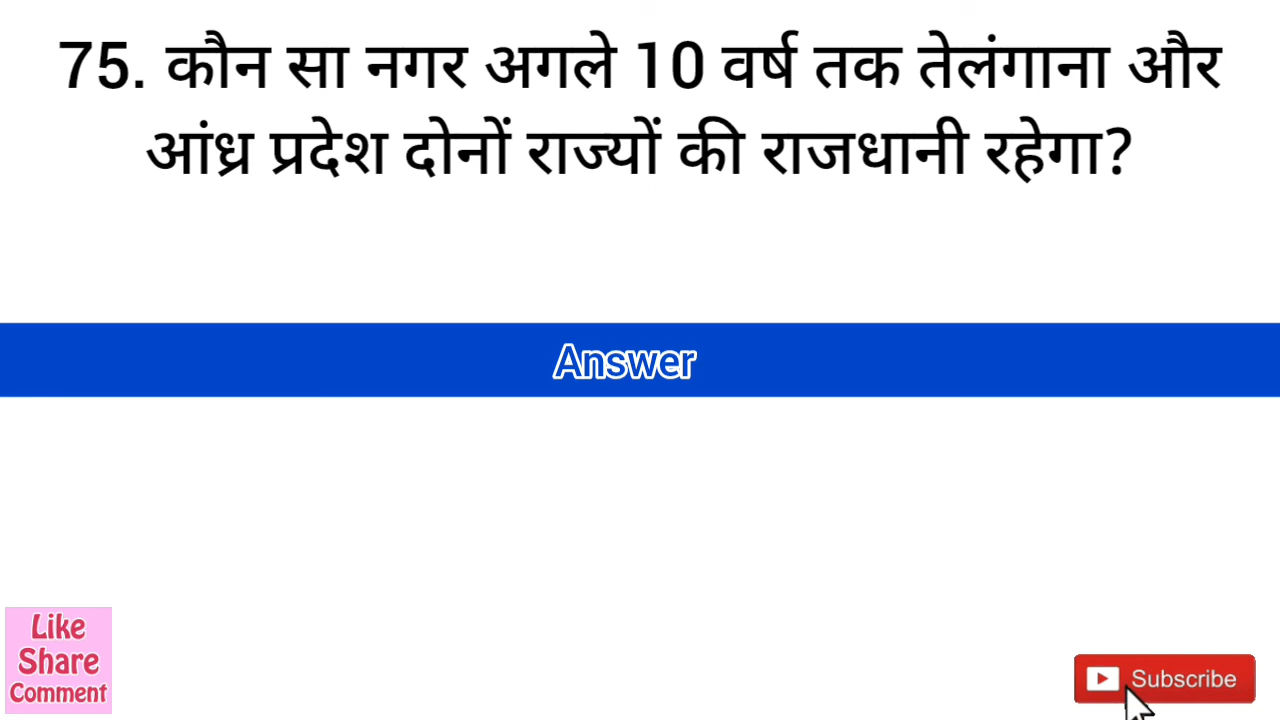 75. कौन सा नगर अगले 10 वर्ष तक तेलंगाना और
आंध्र प्रदेश दोनों राज्यों की राजधानी रहेगा?
Answer
Like
Share
Comment
Subscribe